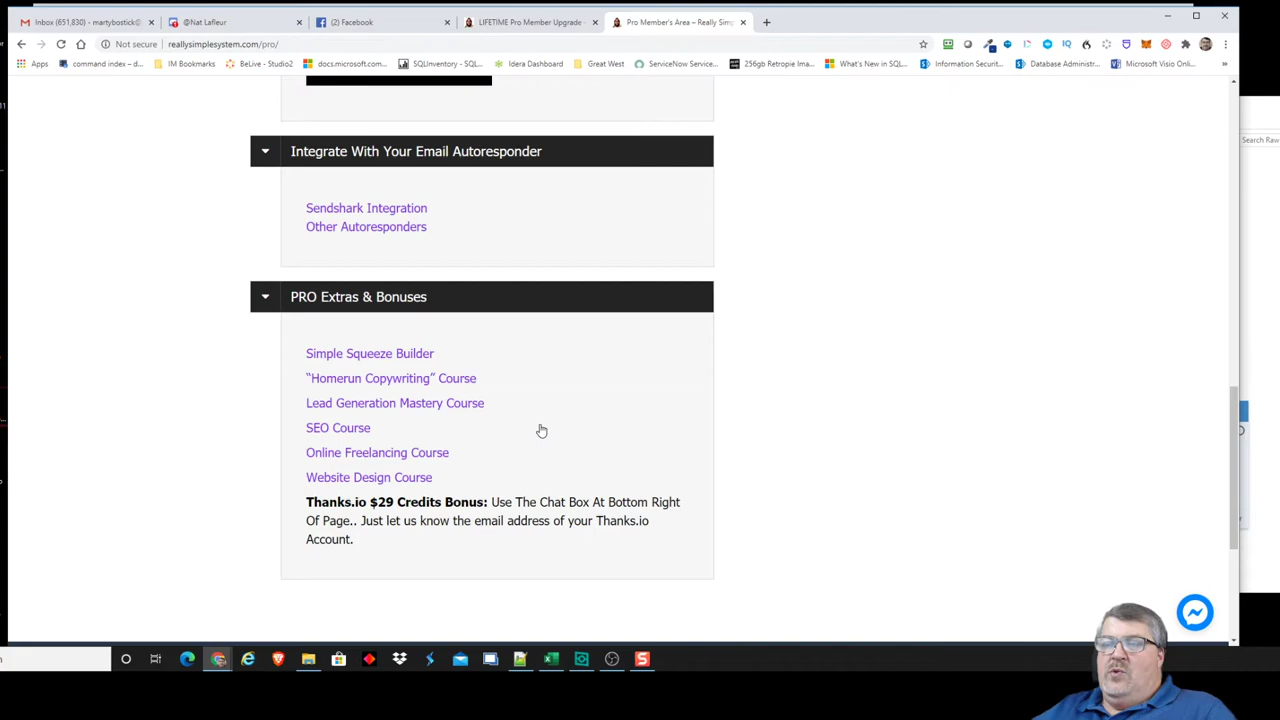 Inbox (651,830) - martybostick@
@Nat Lafleur
(2) Facebook
LIFETIME Pro Member Upgrade
Pro Member's Area – Really Sim
Not secure reallysimplesystem.com/pro/
Apps
command index – d...
IM Bookmarks
BeLive - Studio2
docs.microsoft.com...
SQLInventory - SQL...
Idera Dashboard
Great West
ServiceNow Service...
256gb Retropie Ima...
What's New in SQL...
Information Securit...
Database Administr...
Microsoft Visio Onli...
Search Raw
Integrate With Your Email Autoresponder
Sendshark Integration
Other Autoresponders
PRO Extras & Bonuses
Simple Squeeze Builder
“Homerun Copywriting” Course
Lead Generation Mastery Course
SEO Course
Online Freelancing Course
Website Design Course
Thanks.io $29 Credits Bonus: Use The Chat Box At Bottom Right
Of Page.. Just let us know the email address of your Thanks.io
Account.